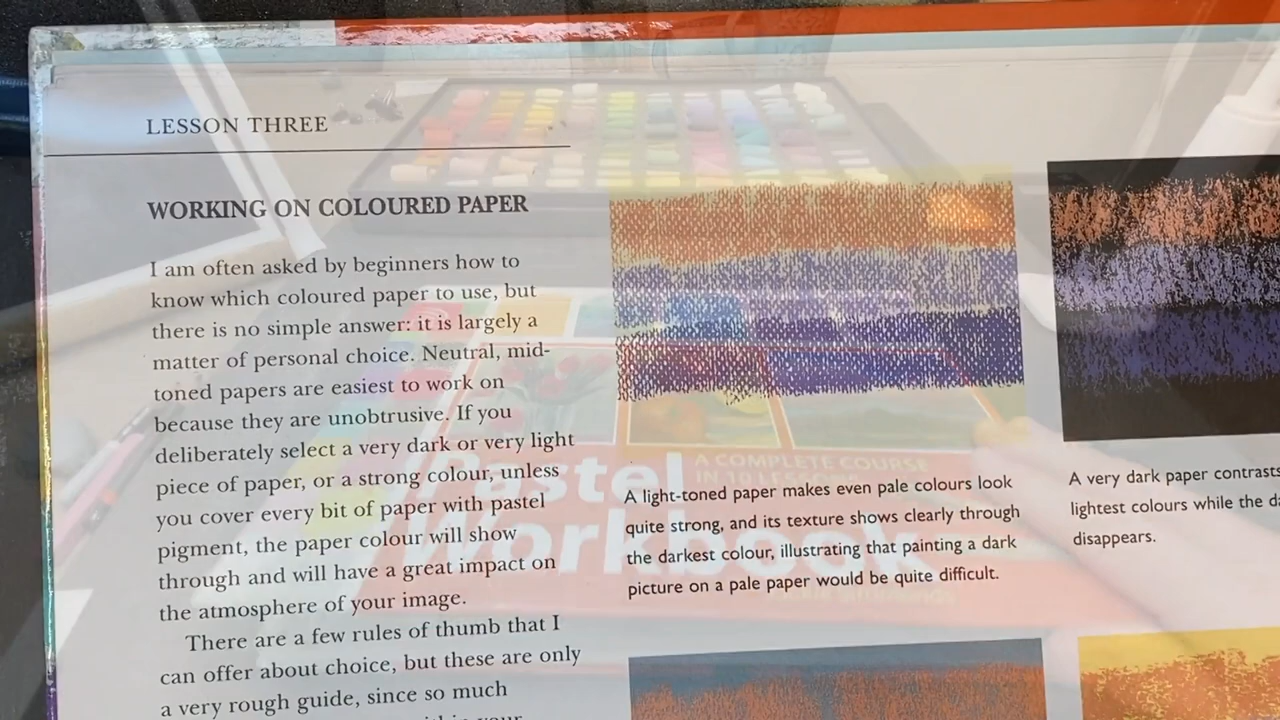 LESSON THREE
WORKING ON COLOURED PAPER
I am often asked by beginners how to
know which coloured paper to use, but
there is no simple answer: it is largely a
matter of personal choice. Neutral, mid-
toned papers are easiest to work on
because they are unobtrusive. If you
deliberately select a very dark or very light
piece of paper, or a strong colour, unless
you cover every bit of paper with pastel
pigment, the paper colour will show
through and will have a great impact on
the atmosphere of your image.
There are a few rules of thumb that I
can offer about choice, but these are only
a very rough guide, since so much
A light-toned paper makes even pale colours look
quite strong, and its texture shows clearly through
the darkest colour, illustrating that painting a dark
picture on a pale paper would be quite difficult.
A very dark paper contrasts
lightest colours while the
disappears.
A COMPLETE COURSE
IN 10
Pastel
Workbook